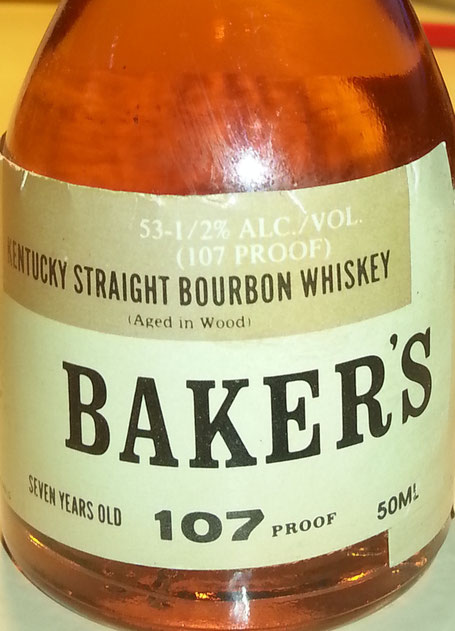 53-1/2% ALC./VOL.
(107 PROOF)
KENTUCKY STRAIGHT BOURBON WHISKEY
(Aged in Wood)
BAKER'S
SEVEN YEARS OLD
107 PROOF
50ML